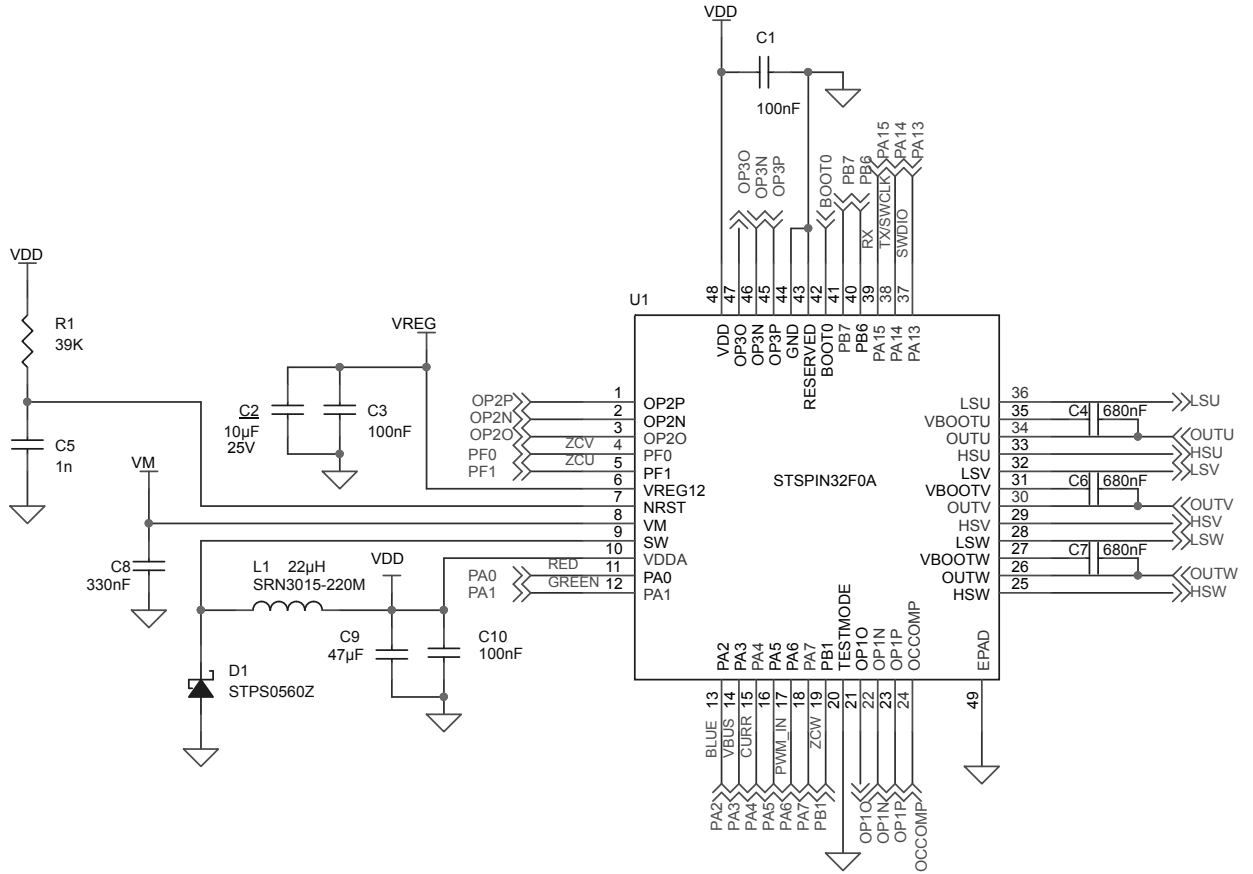 VDD
C1
100nF
OP3O
OP3N
OP3P
BOOT0
PB7
PB6
PA15
PA14
PA13
RX
TX/SWCLK
SWDIO
48
47
46
45
44
43
42
41
40
39
38
37
U1
VDD
OP3O
OP3N
OP3P
GND
RESERVED
BOOT0
PB7
PB6
PA15
PA14
PA13
VDD
R1
39K
C5
1n
VREG
C2
10µF
25V
C3
100nF
VM
C8
330nF
L1 22µH
SRN3015-220M
VDD
C9
47µF
C10
100nF
D1
STPS0560Z
OP2P 1 OP2P
OP2N 2 OP2N
OP2O 3 OP2O
PF0 ZCV 4 PF0
PF1 ZCU 5 PF1
6 VREG12
7 NRST
8 VM
9 SW
10 VDDA
PA0 RED 11 PA0
PA1 GREEN 12 PA1
STSPIN32F0A
LSU 36 LSU
VBOOTU 35 C4 680nF
OUTU 34 OUTU
HSU 33 HSU
LSV 32 LSV
VBOOTV 31 C6 680nF
OUTV 30 OUTV
HSV 29 HSV
LSW 28 LSW
VBOOTW 27 C7 680nF
OUTW 26 OUTW
HSW 25 HSW
PA2
PA3
PA4
PA5
PA6
PA7
PB1
TESTMODE
OP1O
OP1N
OP1P
OCCOMP
EPAD
13
14
15
16
17
18
19
20
21
22
23
24
49
BLUE
VBUS
CURR
PWM_IN
ZCW
PA2
PA3
PA4
PA5
PA6
PA7
PB1
OP1O
OP1N
OP1P
OCCOMP